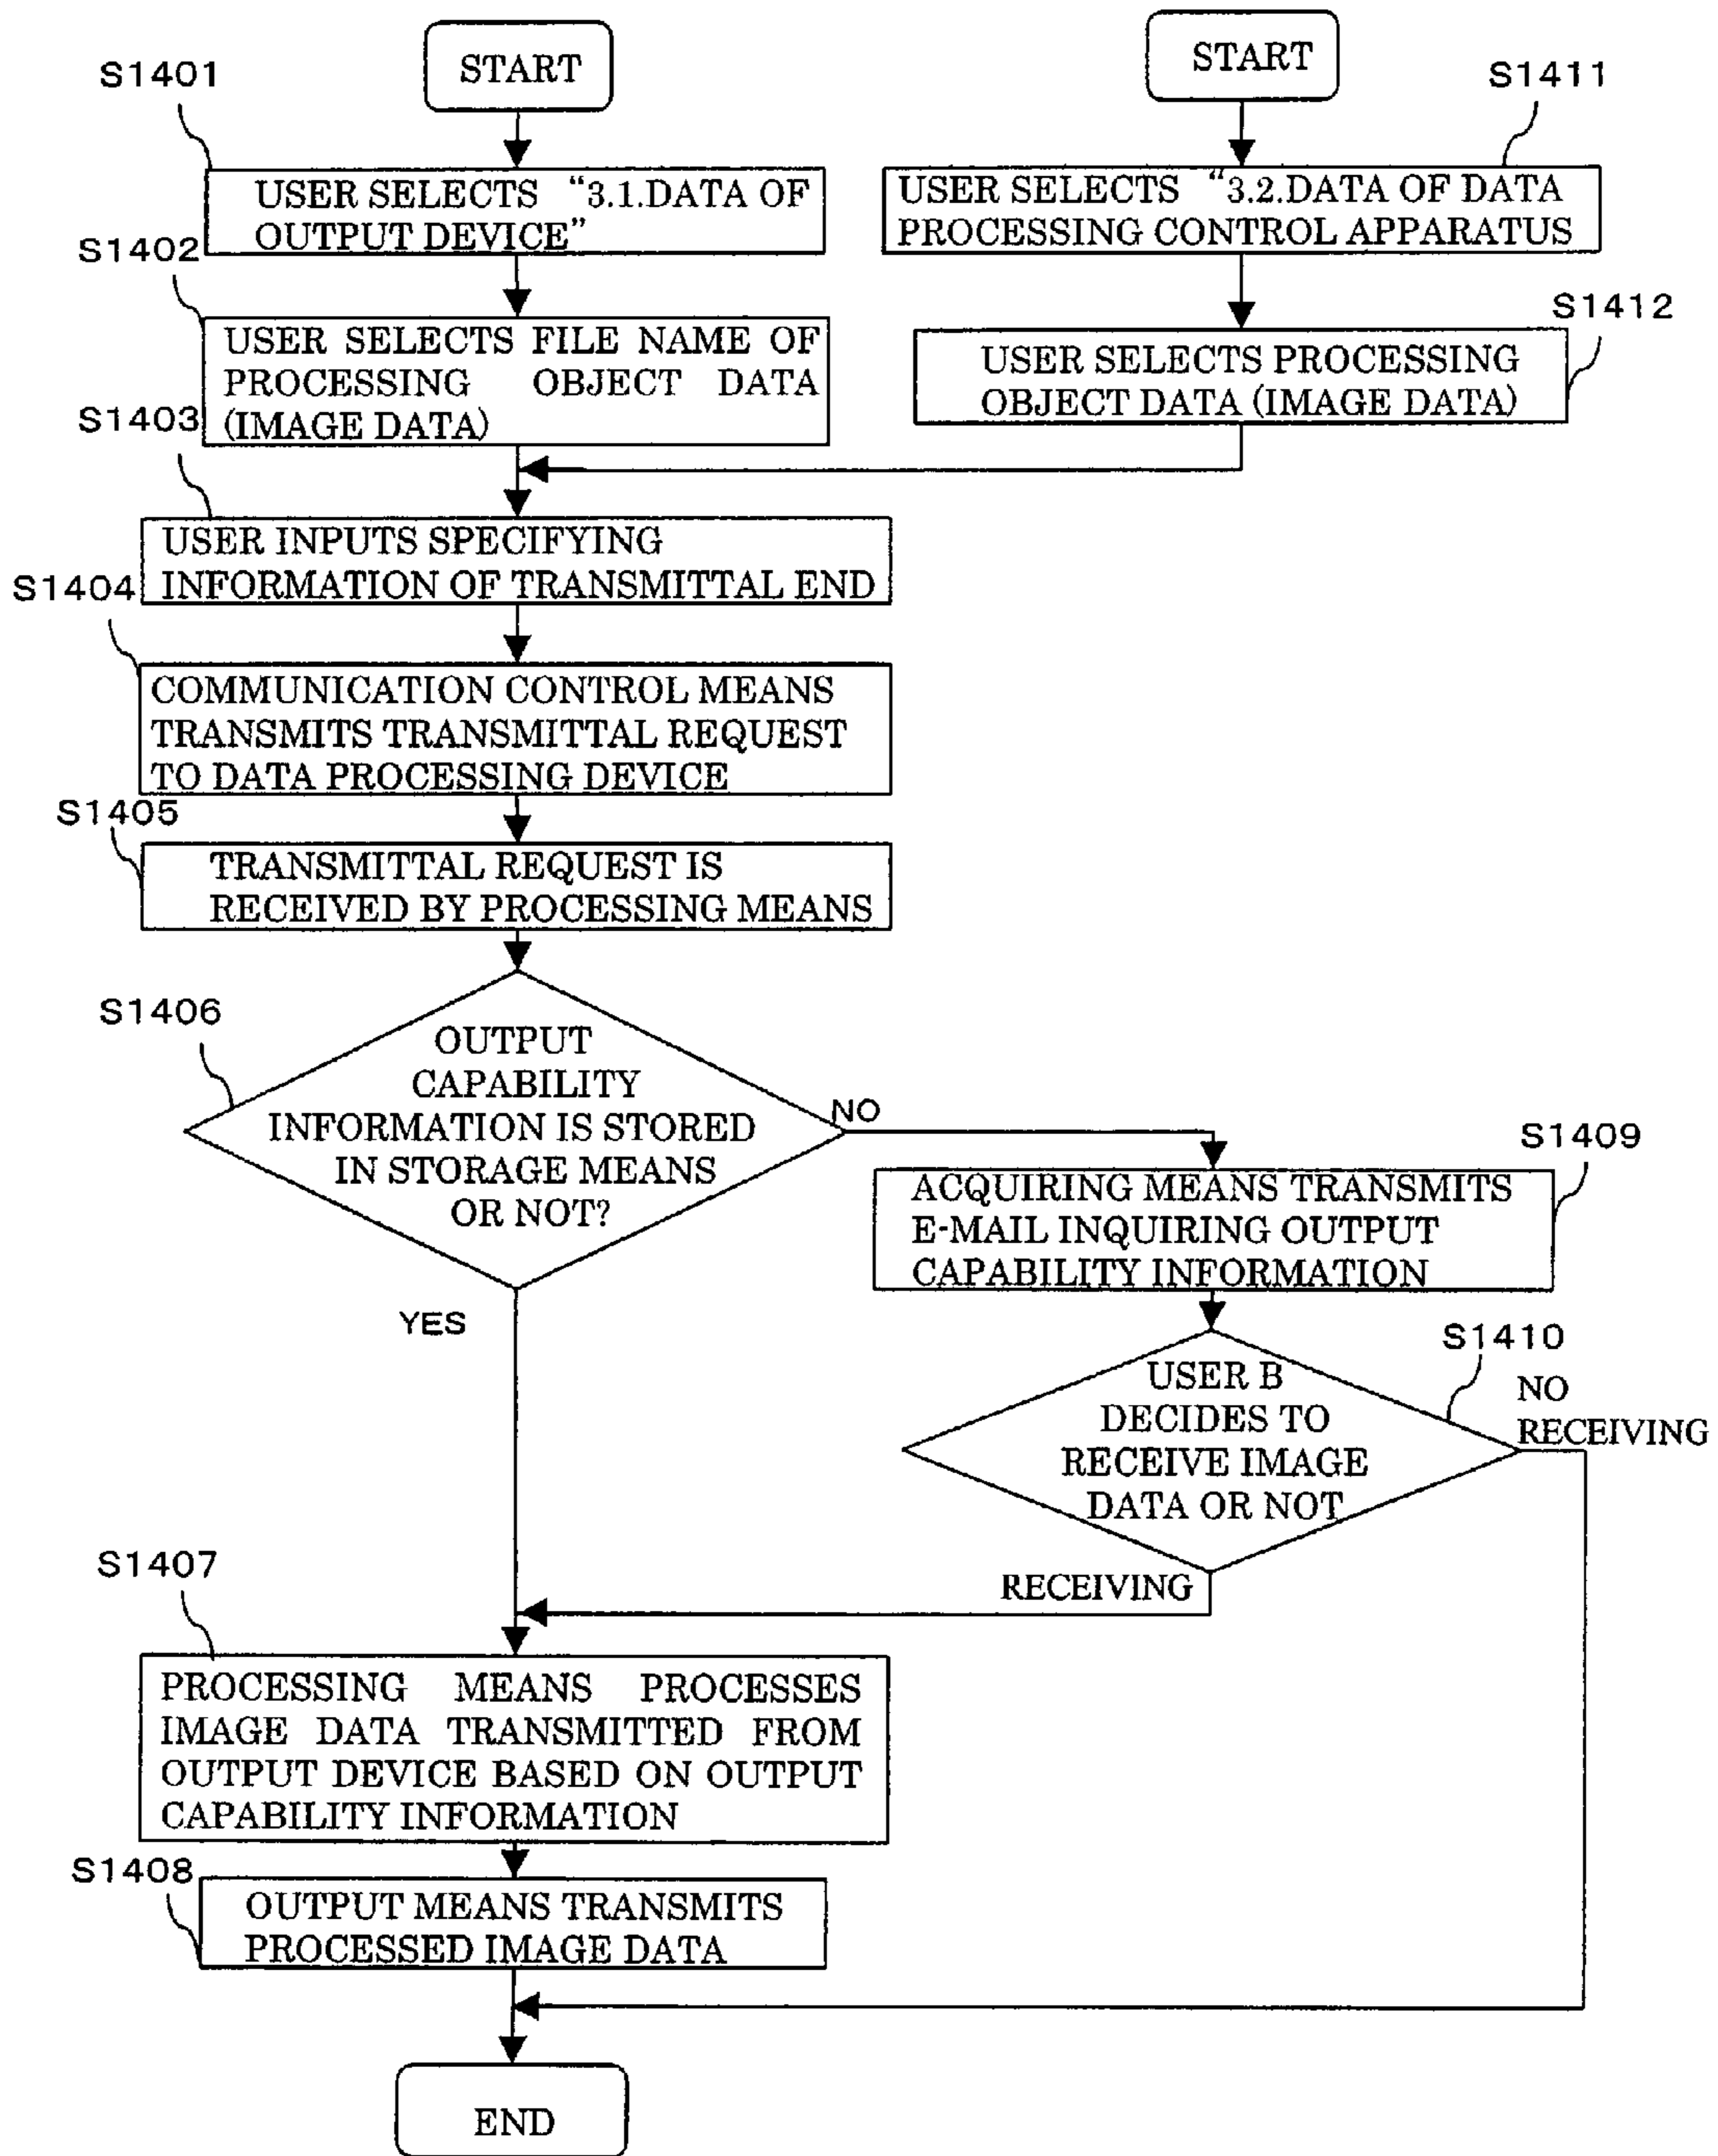 START
START
S1401
S1411
USER SELECTS “3.1.DATA OF
OUTPUT DEVICE”
USER SELECTS “3.2.DATA OF DATA
PROCESSING CONTROL APPARATUS
S1402
S1412
USER SELECTS FILE NAME OF
PROCESSING OBJECT DATA
(IMAGE DATA)
USER SELECTS PROCESSING
OBJECT DATA (IMAGE DATA)
S1403
USER INPUTS SPECIFYING
INFORMATION OF TRANSMITTAL END
S1404
COMMUNICATION CONTROL MEANS
TRANSMITS TRANSMITTAL REQUEST
TO DATA PROCESSING DEVICE
S1405
TRANSMITTAL REQUEST IS
RECEIVED BY PROCESSING MEANS
S1406
OUTPUT
CAPABILITY
INFORMATION IS STORED
IN STORAGE MEANS
OR NOT?
NO
YES
S1409
ACQUIRING MEANS TRANSMITS
E-MAIL INQUIRING OUTPUT
CAPABILITY INFORMATION
S1410
USER B
DECIDES TO
RECEIVE IMAGE
DATA OR NOT
NO
RECEIVING
RECEIVING
S1407
PROCESSING MEANS PROCESSES
IMAGE DATA TRANSMITTED FROM
OUTPUT DEVICE BASED ON OUTPUT
CAPABILITY INFORMATION
S1408
OUTPUT MEANS TRANSMITS
PROCESSED IMAGE DATA
END